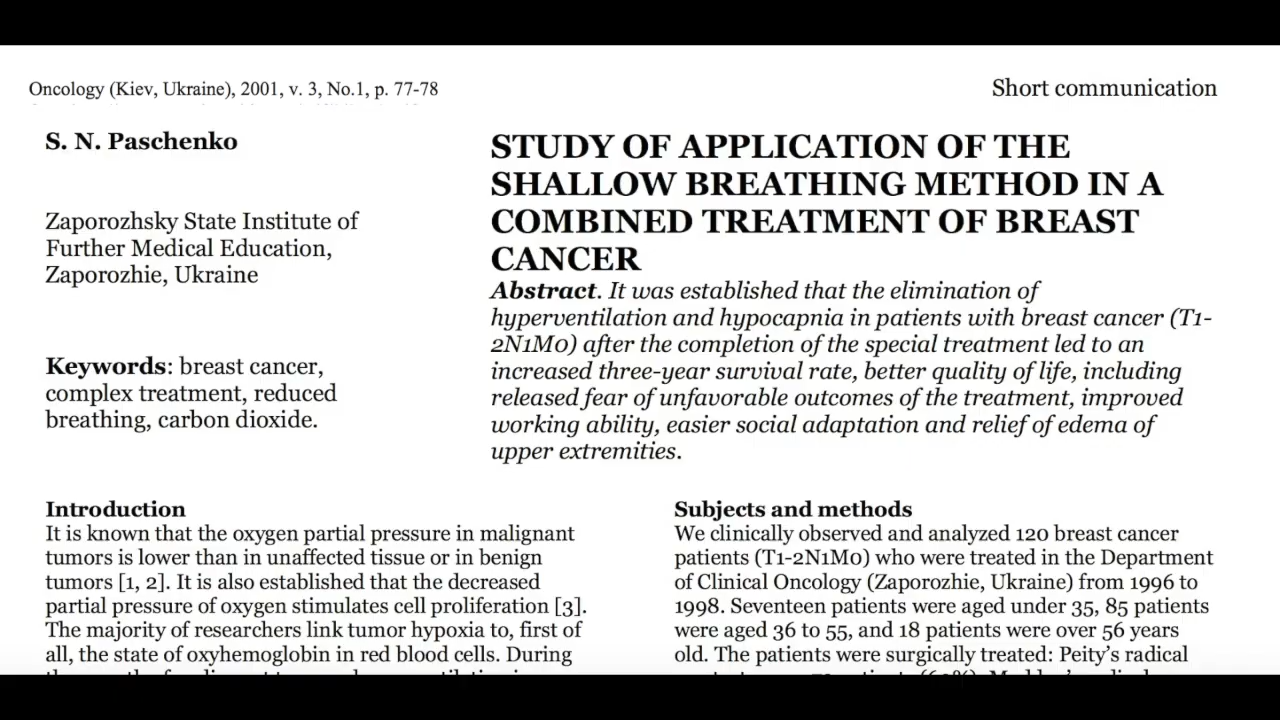 Oncology (Kiev, Ukraine), 2001, v. 3, No.1, p. 77-78
Short communication
S. N. Paschenko
Zaporozhsky State Institute of
Further Medical Education,
Zaporozhie, Ukraine
Keywords: breast cancer,
complex treatment, reduced
breathing, carbon dioxide.
STUDY OF APPLICATION OF THE
SHALLOW BREATHING METHOD IN A
COMBINED TREATMENT OF BREAST
CANCER
Abstract. It was established that the elimination of
hyperventilation and hypocapnia in patients with breast cancer (T1-
2N1M0) after the completion of the special treatment led to an
increased three-year survival rate, better quality of life, including
released fear of unfavorable outcomes of the treatment, improved
working ability, easier social adaptation and relief of edema of
upper extremities.
Introduction
It is known that the oxygen partial pressure in malignant
tumors is lower than in unaffected tissue or in benign
tumors [1, 2]. It is also established that the decreased
partial pressure of oxygen stimulates cell proliferation [3].
The majority of researchers link tumor hypoxia to, first of
all, the state of oxyhemoglobin in red blood cells. During
Subjects and methods
We clinically observed and analyzed 120 breast cancer
patients (T1-2N1M0) who were treated in the Department
of Clinical Oncology (Zaporozhie, Ukraine) from 1996 to
1998. Seventeen patients were aged under 35, 85 patients
were aged 36 to 55, and 18 patients were over 56 years
old. The patients were surgically treated: Peity's radical